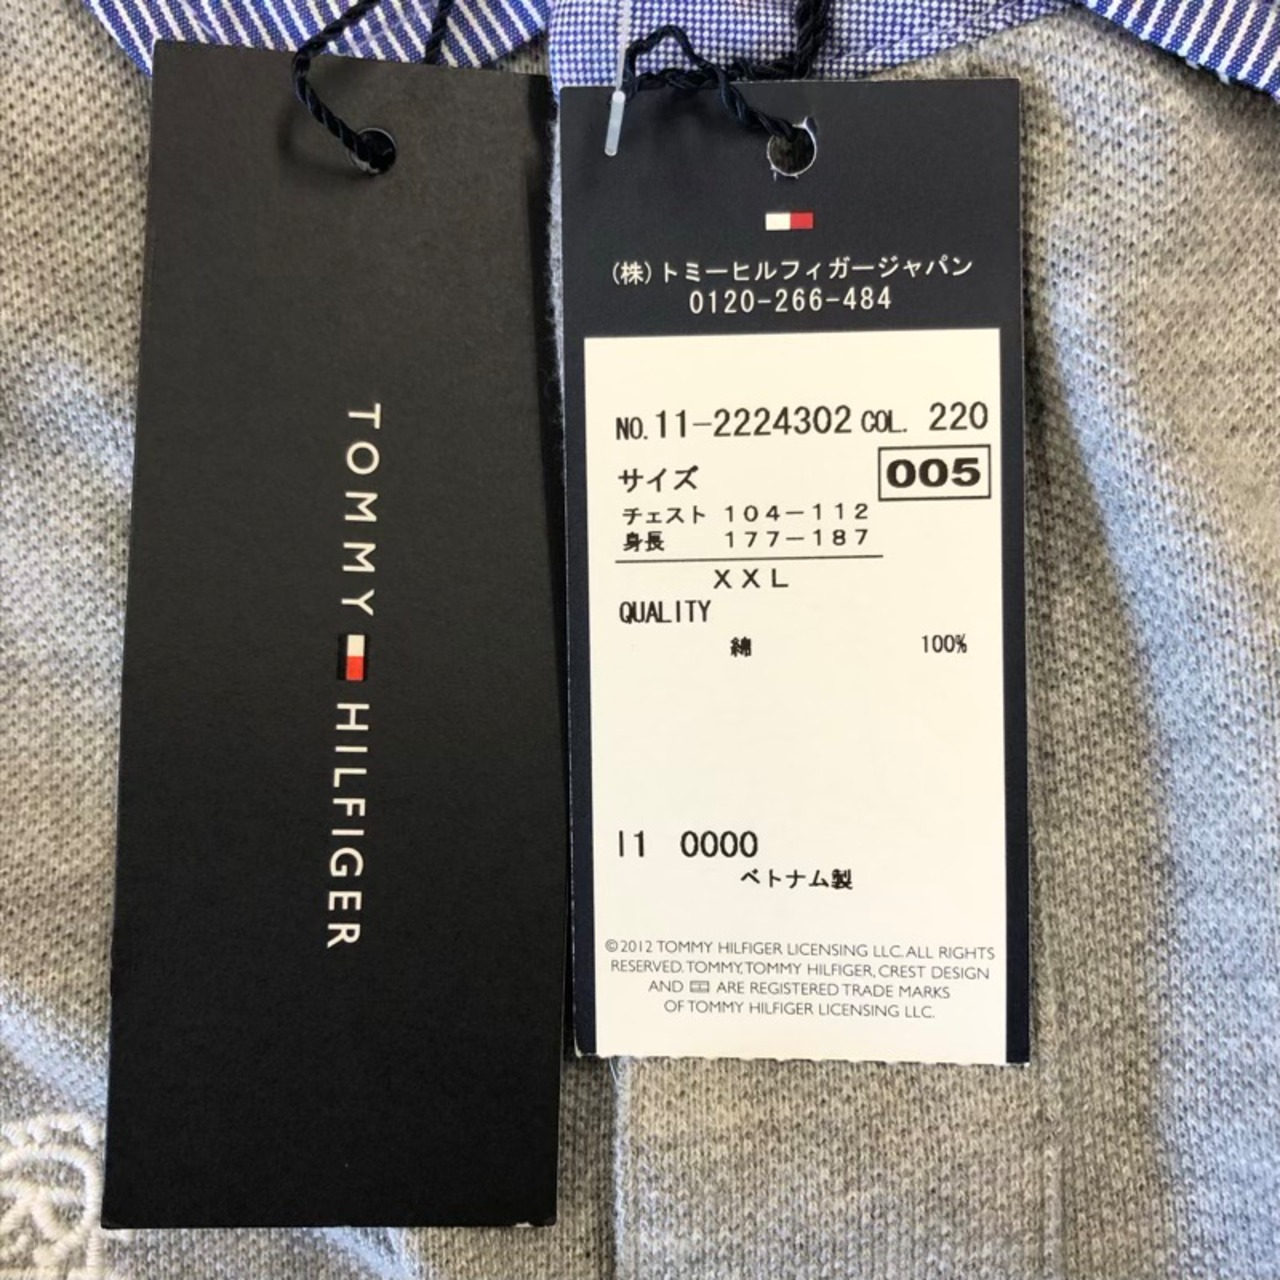 TOMMY HILFIGER
(株)トミーヒルフィガージャパン
0120-266-484
NO.11-2224302 COL. 220
サイズ 005
チェスト 104-112
身長 177-187
XXL
QUALITY
綿 100%
I1 0000
ベトナム製
©2012 TOMMY HILFIGER LICENSING LLC. ALL RIGHTS
RESERVED. TOMMY, TOMMY HILFIGER, CREST DESIGN
AND ARE REGISTERED TRADE MARKS
OF TOMMY HILFIGER LICENSING LLC.